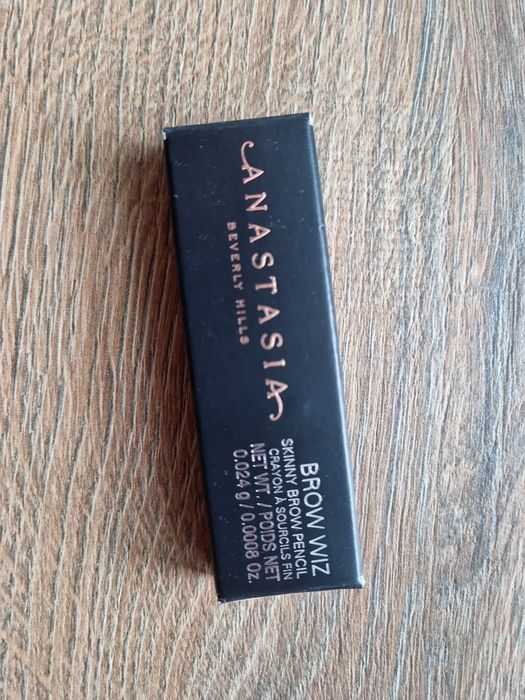 ANASTASIA
BEVERLY HILLS
BROW WIZ
SKINNY BROW PENCIL
CRAYON À SOURCILS FIN
NET WT. / POIDS NET
0.024 g / 0.0008 Oz.